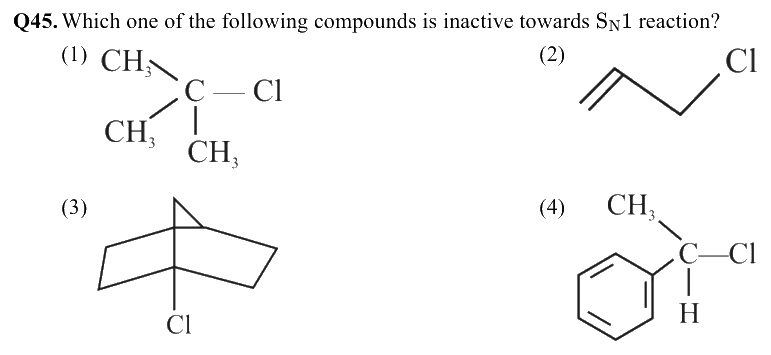 Q45. Which one of the following compounds is inactive towards S_N1 reaction?
(1) CH₃
C — Cl
CH₃
CH₃
(2) Cl
(3)
Cl
(4) CH₃
C—Cl
H